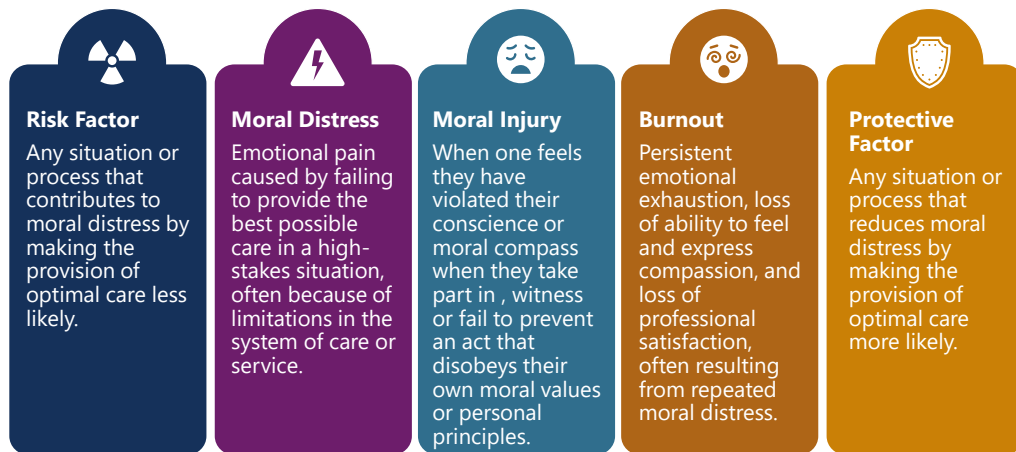 Risk Factor
Any situation or
process that
contributes to
moral distress by
making the
provision of
optimal care less
likely.
Moral Distress
Emotional pain
caused by failing
to provide the
best possible
care in a high-
stakes situation,
often because of
limitations in the
system of care or
service.
Moral Injury
When one feels
they have
violated their
conscience or
moral compass
when they take
part in , witness
or fail to prevent
an act that
disobeys their
own moral values
or personal
principles.
Burnout
Persistent
emotional
exhaustion, loss
of ability to feel
and express
compassion, and
loss of
professional
satisfaction,
often resulting
from repeated
moral distress.
Protective
Factor
Any situation or
process that
reduces moral
distress by
making the
provision of
optimal care
more likely.